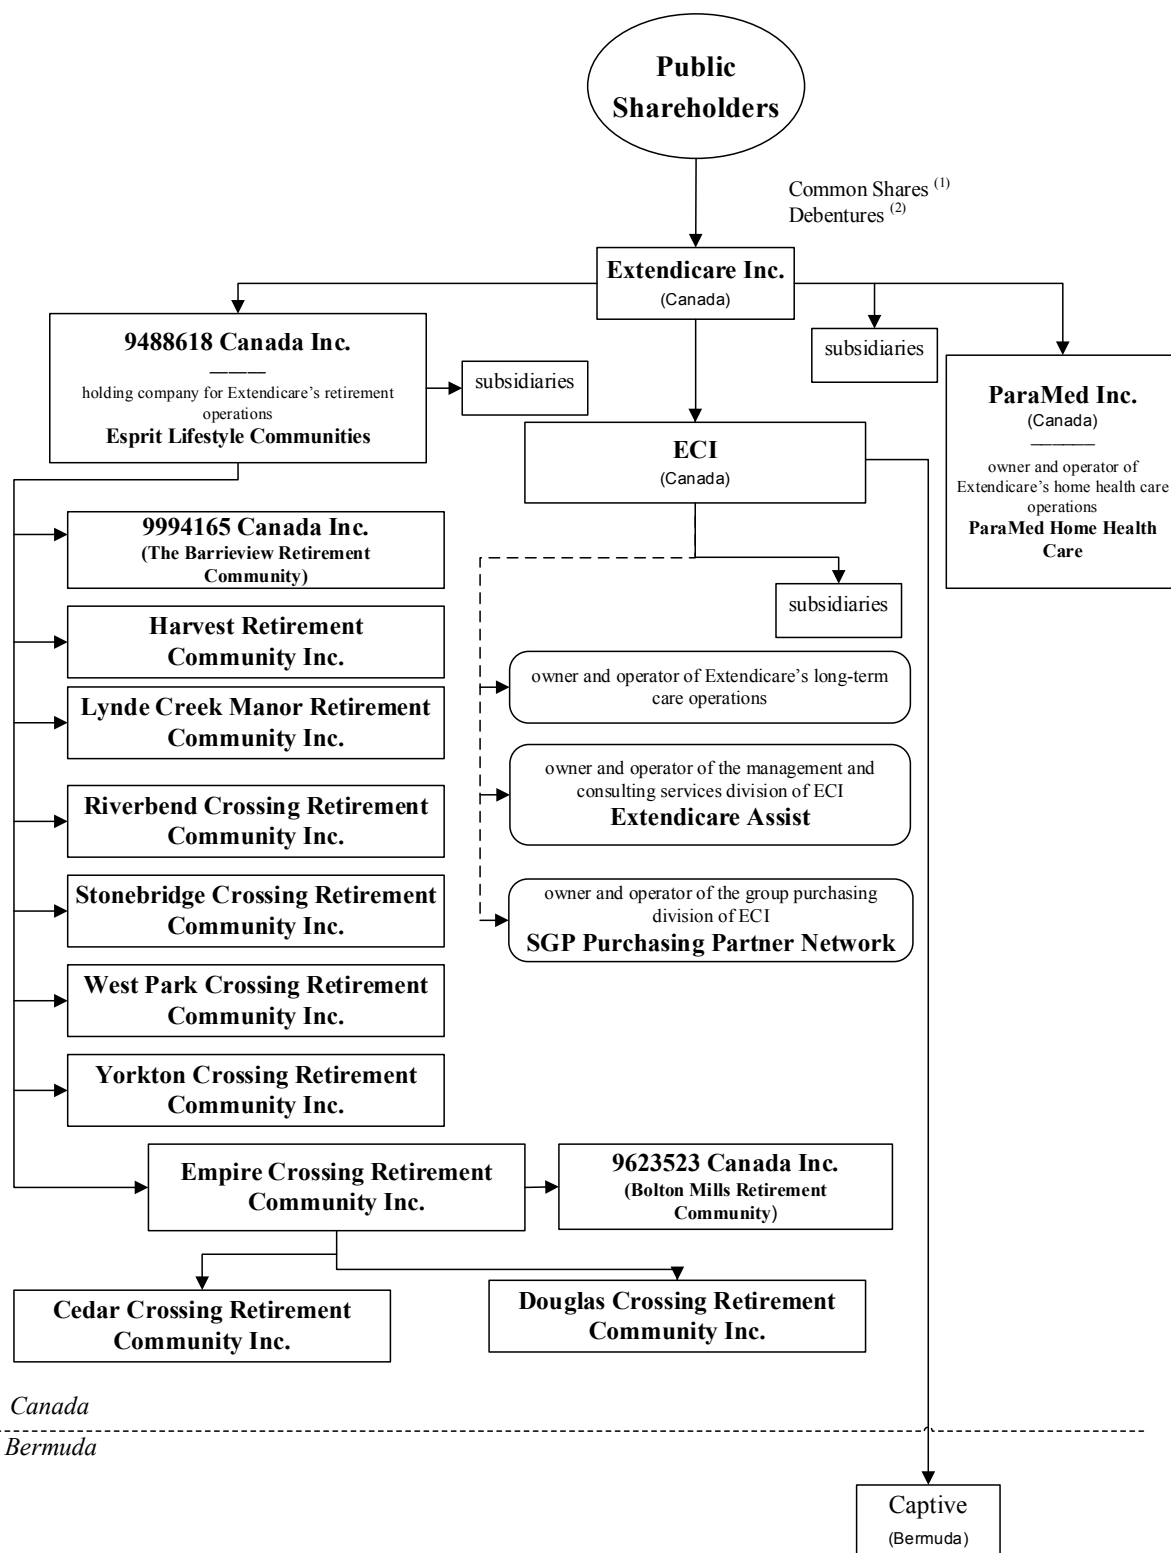 Public
Shareholders
Common Shares (1)
Debentures (2)
Extendicare Inc.
(Canada)
9488618 Canada Inc.
holding company for Extendicare's retirement
operations
Esprit Lifestyle Communities
subsidiaries
subsidiaries
ParaMed Inc.
(Canada)
owner and operator of
Extendicare's home health care
operations
ParaMed Home Health
Care
ECI
(Canada)
9994165 Canada Inc.
(The Barrieview Retirement
Community)
subsidiaries
Harvest Retirement
Community Inc.
owner and operator of Extendicare's long-term
care operations
Lynde Creek Manor Retirement
Community Inc.
owner and operator of the management and
consulting services division of ECI
Extendicare Assist
Riverbend Crossing Retirement
Community Inc.
Stonebridge Crossing Retirement
Community Inc.
owner and operator of the group purchasing
division of ECI
SGP Purchasing Partner Network
West Park Crossing Retirement
Community Inc.
Yorkton Crossing Retirement
Community Inc.
Empire Crossing Retirement
Community Inc.
9623523 Canada Inc.
(Bolton Mills Retirement
Community)
Cedar Crossing Retirement
Community Inc.
Douglas Crossing Retirement
Community Inc.
Canada
Bermuda
Captive
(Bermuda)